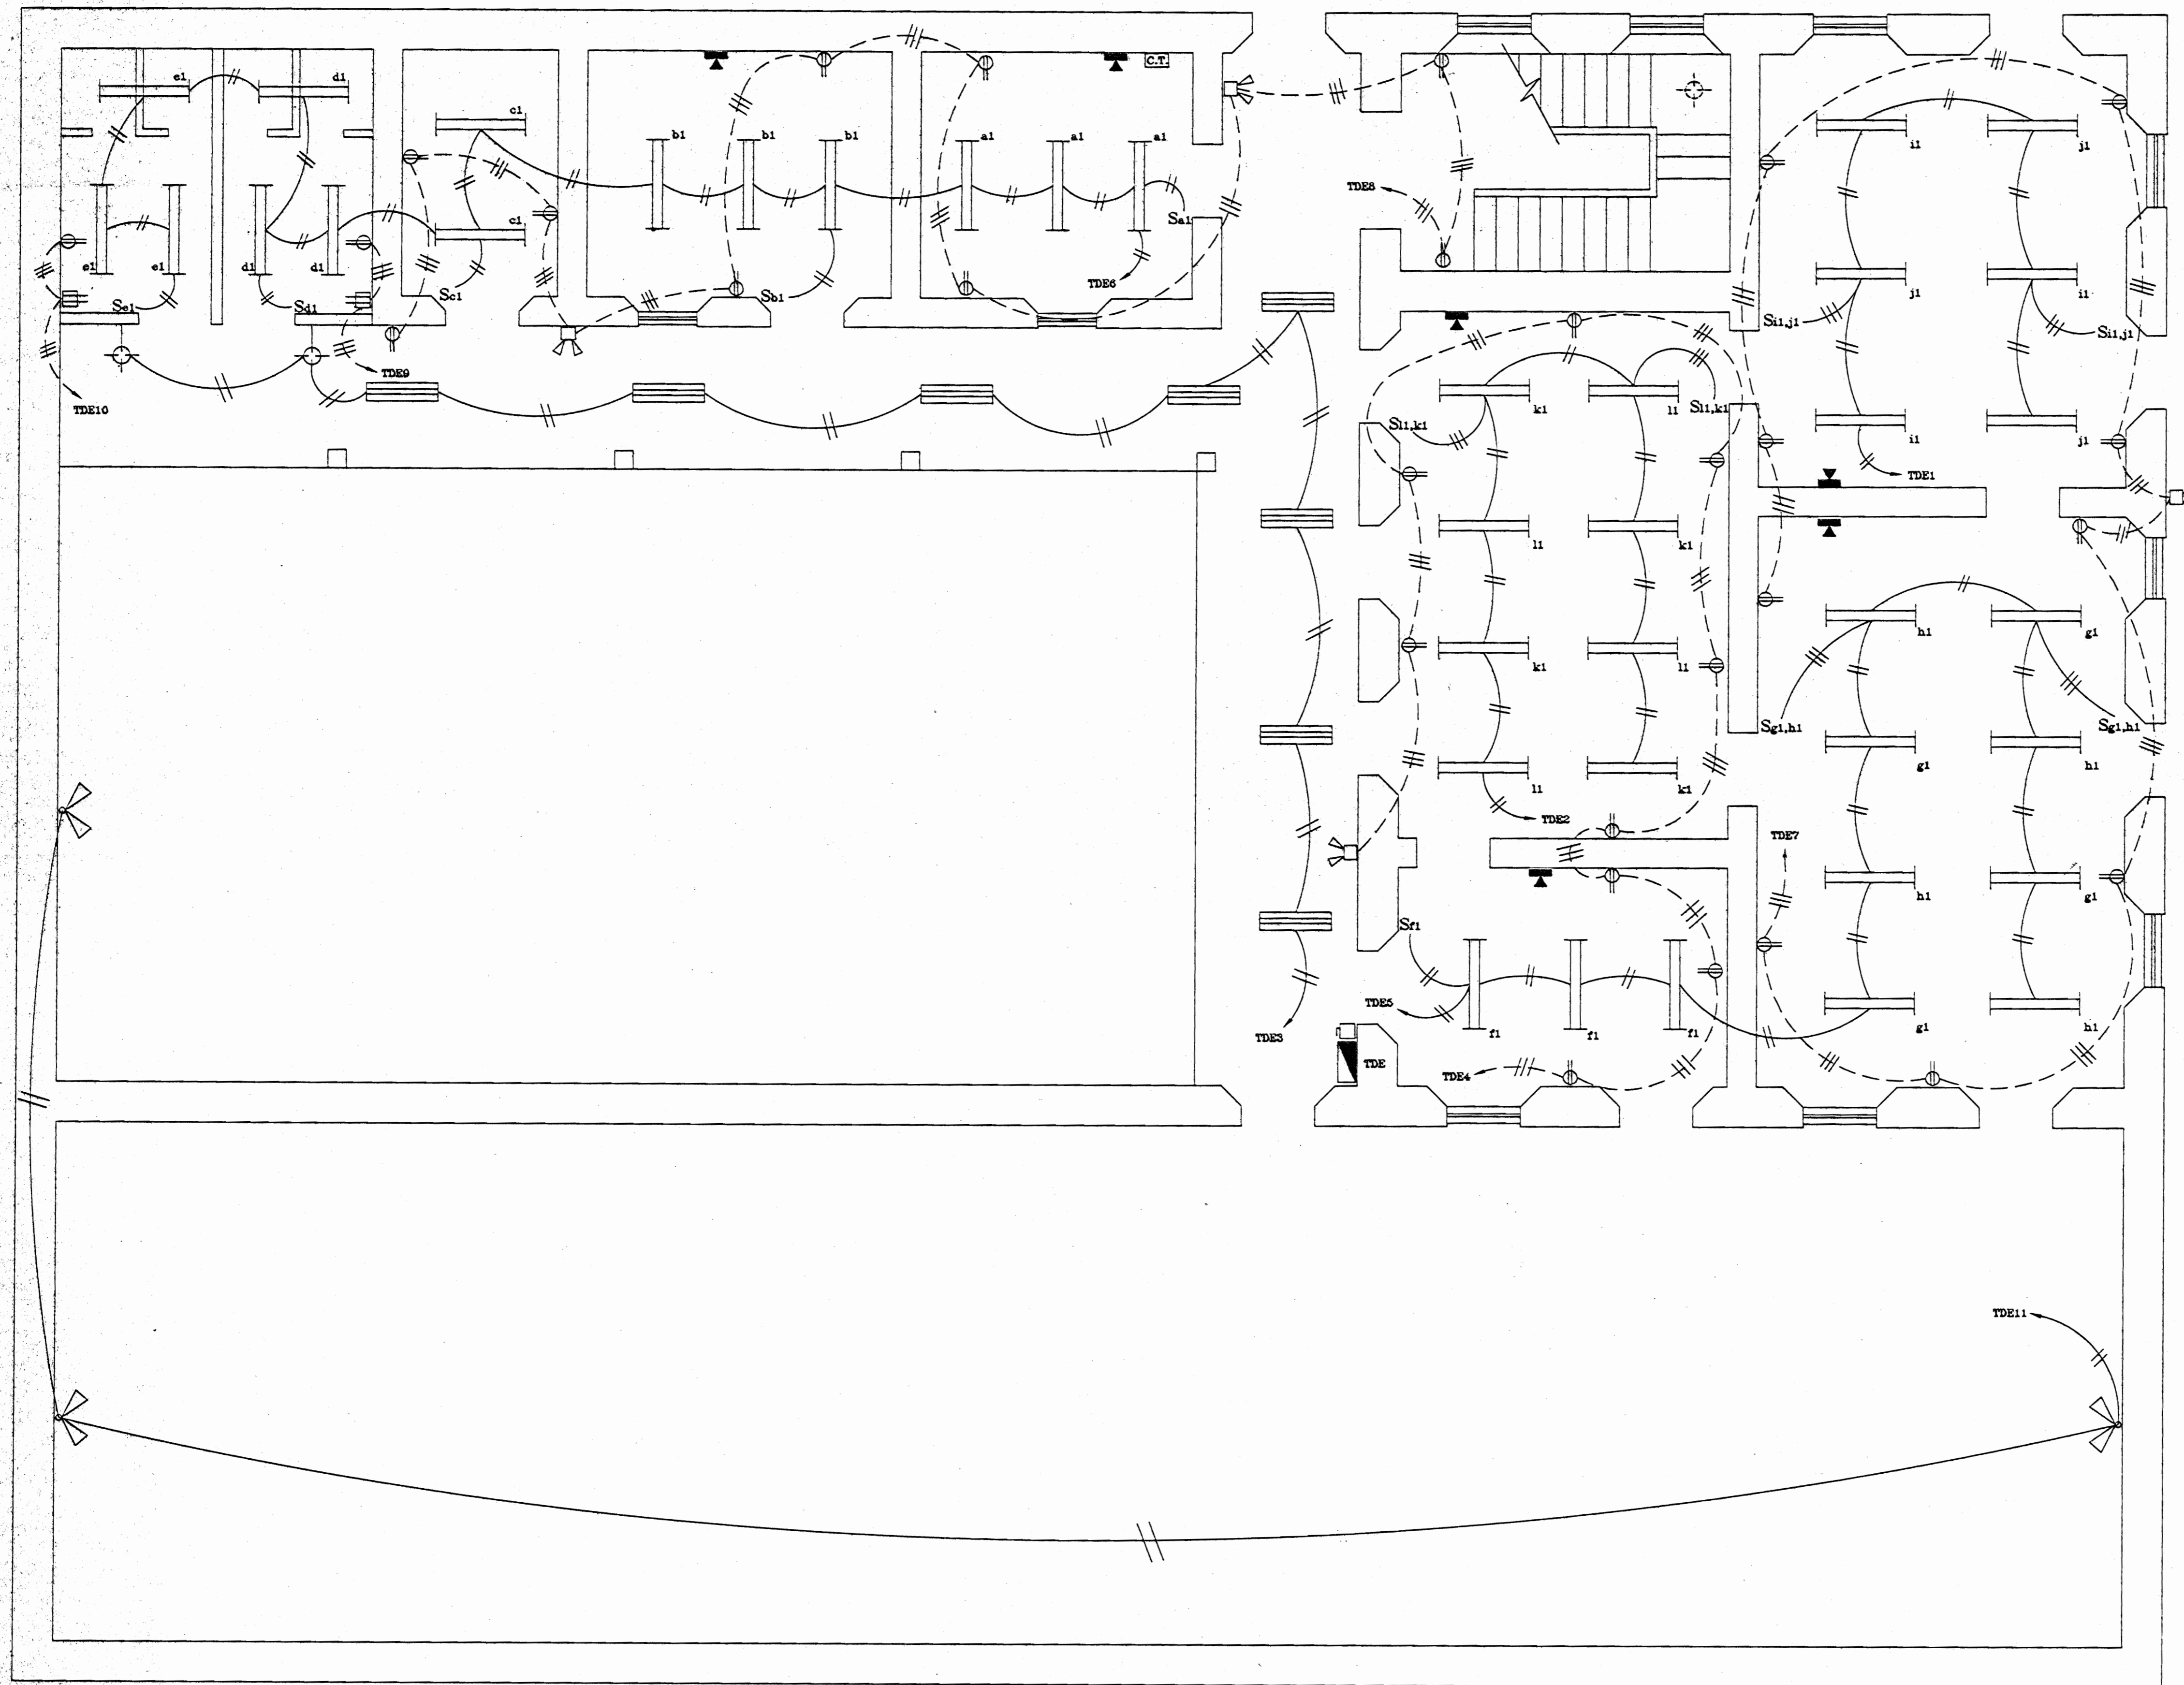 e1
d1
c1
b1
b1
b1
a1
a1
a1
C.T.
i1
j1
TDE8
Sa1
c1
e1
e1
d1
d1
j1
i1
TDE6
Se1
Sd1
Sc1
Sb1
Si1,j1
Si1,j1
TDE9
TDE10
k1
l1
Sl1,k1
Sl1,k1
i1
j1
TDE1
l1
k1
h1
g1
k1
l1
Sg1,h1
Sg1,h1
g1
h1
l1
k1
TDE2
TDE7
h1
g1
Sf1
TDE5
f1
f1
f1
g1
h1
TDE3
TDE
TDE4
TDE11